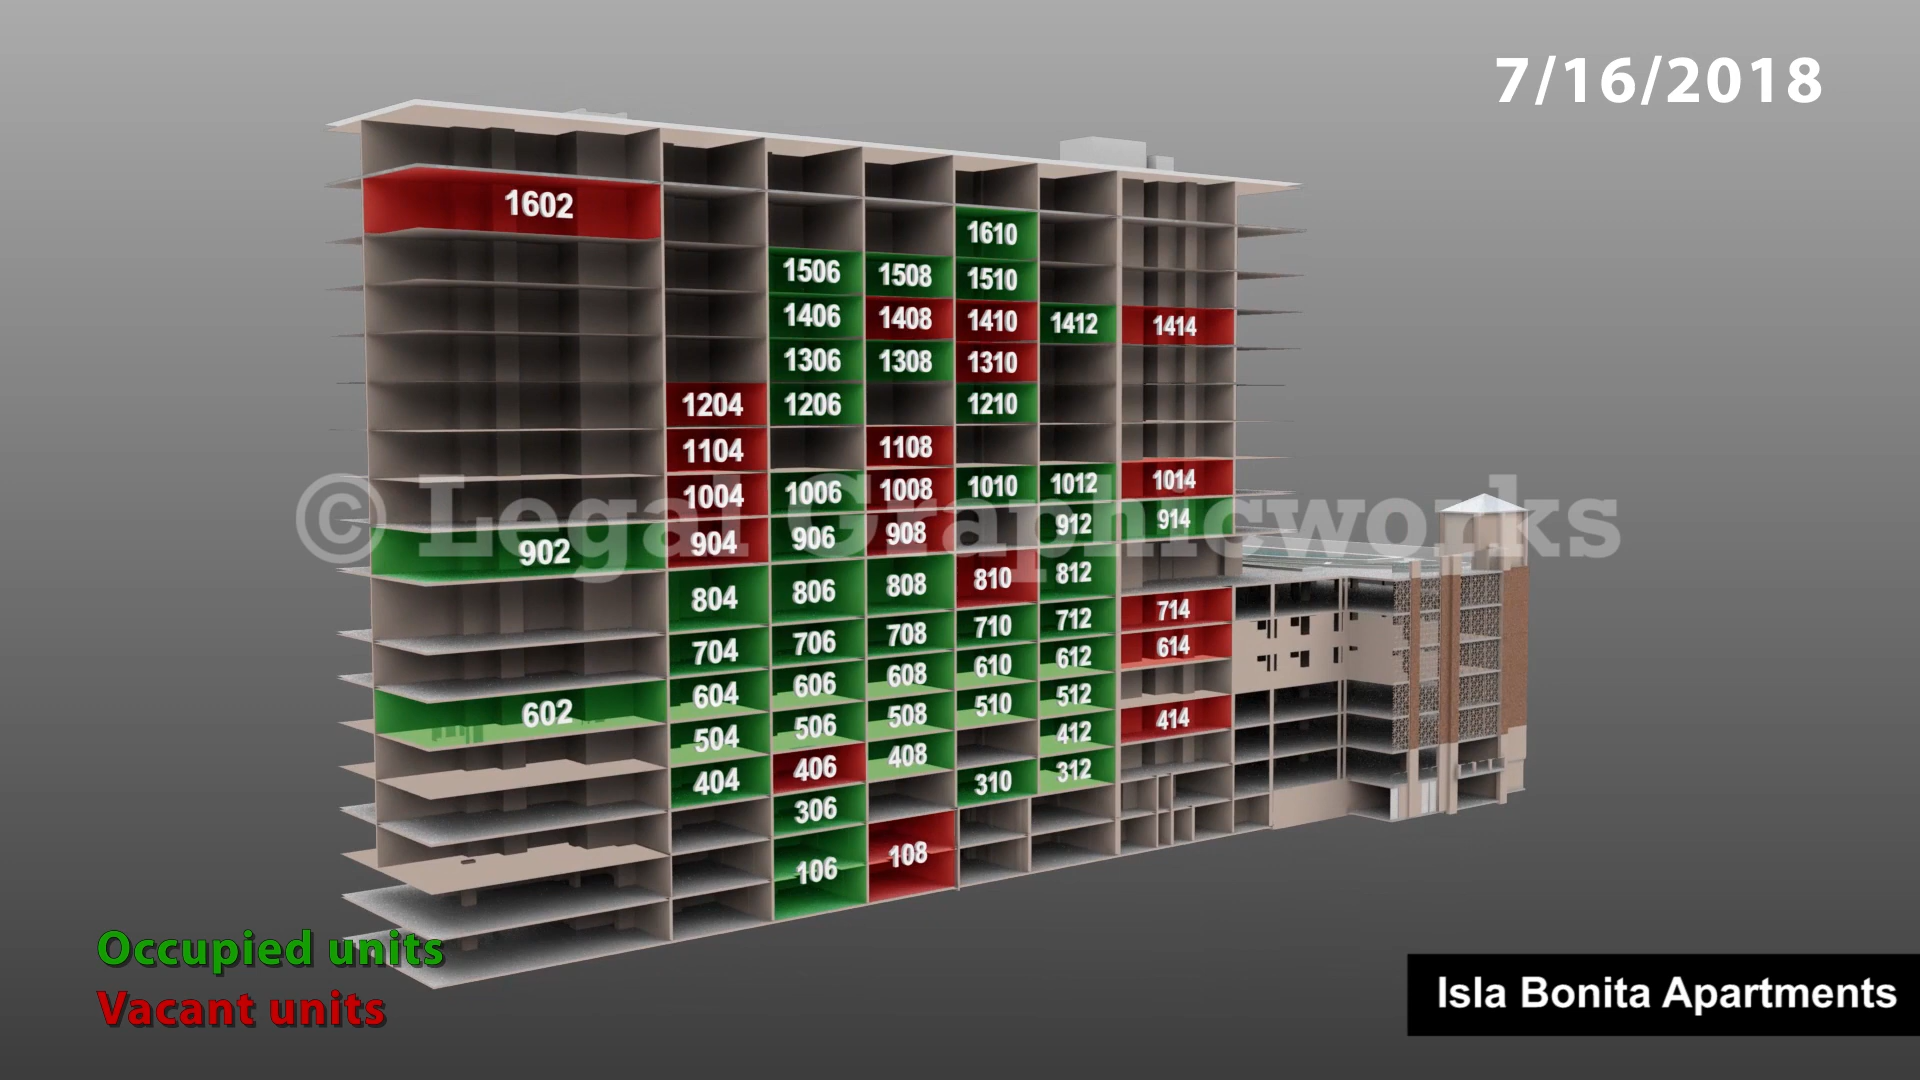 7/16/2018
1602
1610
1506 1508 1510
1406 1408 1410 1412 1414
1306 1308 1310
1204 1206 1210
1104 1108
1004 1006 1008 1010 1012 1014
© Legal Graphicworks
902 904 906 908 912 914
804 806 808 810 812
704 706 708 710 712 714
602 604 606 608 610 612 614
504 506 508 510 512
404 406 408 412 414
306 310 312
106 108
Occupied units
Vacant units
Isla Bonita Apartments